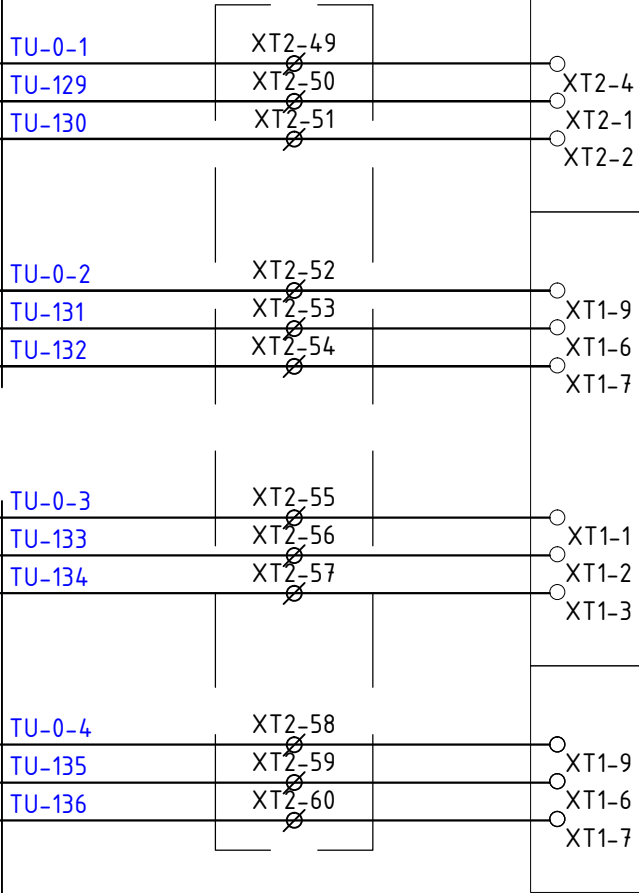 TU-0-1 XT2-49
XT2-4
TU-129 XT2-50
XT2-1
TU-130 XT2-51
XT2-2
TU-0-2 XT2-52
XT1-9
TU-131 XT2-53
XT1-6
TU-132 XT2-54
XT1-7
TU-0-3 XT2-55
XT1-1
TU-133 XT2-56
XT1-2
TU-134 XT2-57
XT1-3
TU-0-4 XT2-58
XT1-9
TU-135 XT2-59
XT1-6
TU-136 XT2-60
XT1-7